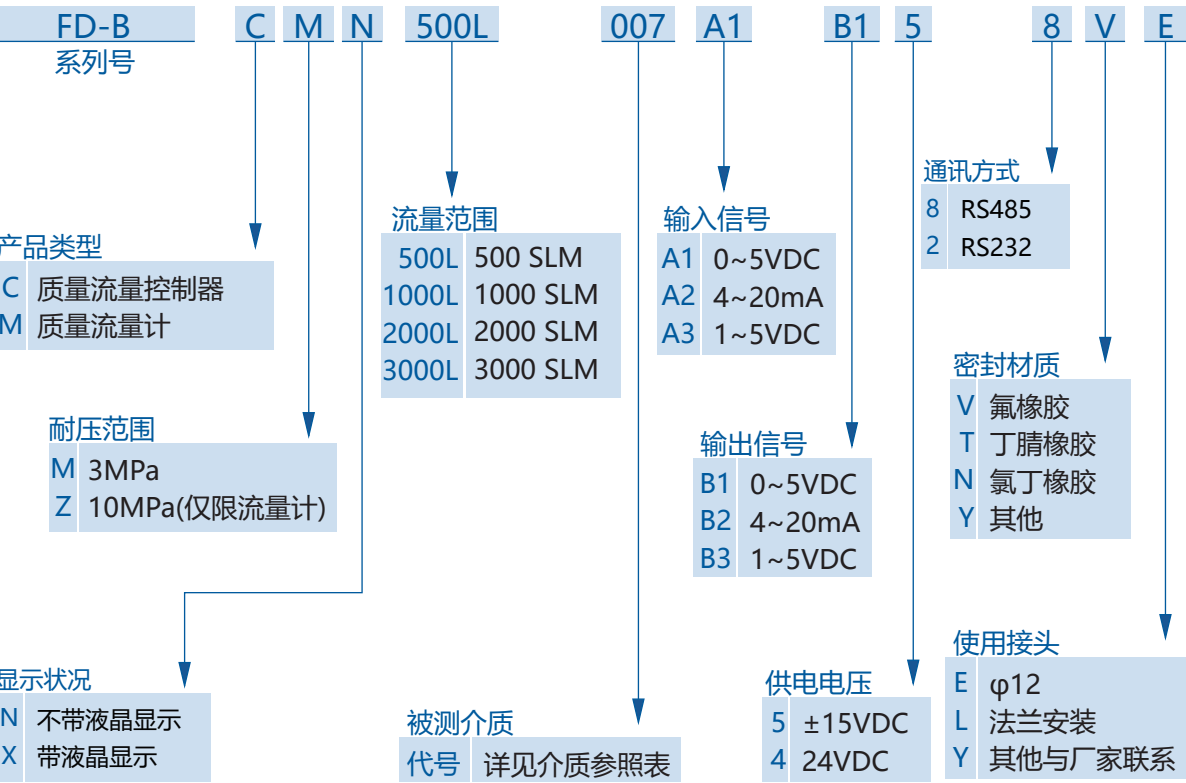 FD-B C M N 500L 007 A1 B1 5 8 V E
系列号
通讯方式
8 RS485
2 RS232
产品类型
C 质量流量控制器
M 质量流量计
流量范围
500L 500 SLM
1000L 1000 SLM
2000L 2000 SLM
3000L 3000 SLM
输入信号
A1 0~5VDC
A2 4~20mA
A3 1~5VDC
密封材质
V 氟橡胶
T 丁腈橡胶
N 氯丁橡胶
Y 其他
耐压范围
M 3MPa
Z 10MPa(仅限流量计)
输出信号
B1 0~5VDC
B2 4~20mA
B3 1~5VDC
显示状况
N 不带液晶显示
X 带液晶显示
被测介质
代号 详见介质参照表
供电电压
5 ±15VDC
4 24VDC
使用接头
E φ12
L 法兰安装
Y 其他与厂家联系